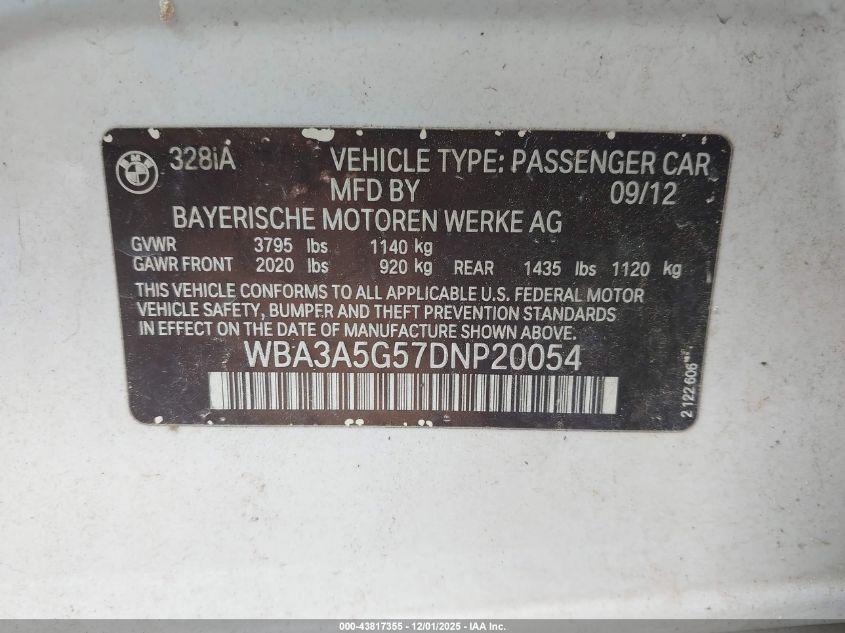 BMW
328iA VEHICLE TYPE: PASSENGER CAR
MFD BY 09/12
BAYERISCHE MOTOREN WERKE AG
GVWR 3795 lbs 1140 kg
GAWR FRONT 2020 lbs 920 kg REAR 1435 lbs 1120 kg
THIS VEHICLE CONFORMS TO ALL APPLICABLE U.S. FEDERAL MOTOR
VEHICLE SAFETY, BUMPER AND THEFT PREVENTION STANDARDS
IN EFFECT ON THE DATE OF MANUFACTURE SHOWN ABOVE.
WBA3A5G57DNP20054
2 122 606
000-43817355 - 12/01/2025 - IAA Inc.